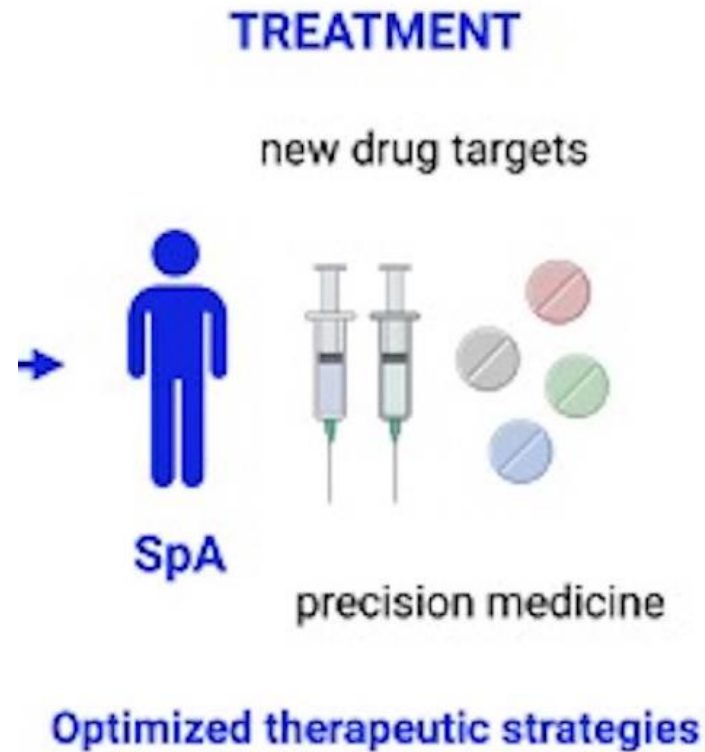 TREATMENT
new drug targets
SpA
precision medicine
Optimized therapeutic strategies